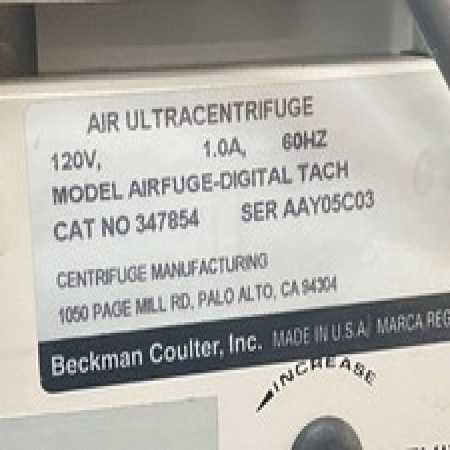 AIR ULTRACENTRIFUGE
120V, 1.0A, 60HZ
MODEL AIRFUGE-DIGITAL TACH
CAT NO 347854 SER AAY05C03
CENTRIFUGE MANUFACTURING
1050 PAGE MILL RD, PALO ALTO, CA 94304
Beckman Coulter, Inc. MADE IN U.S.A/ MARCA REG
INCREASE